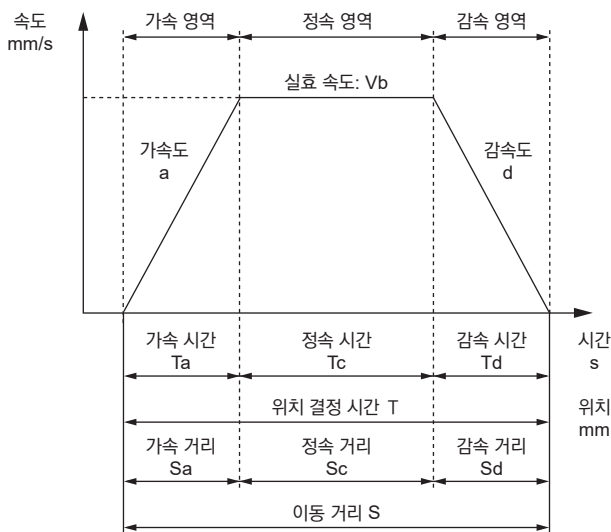 속도
mm/s
가속 영역
정속 영역
감속 영역
실효 속도: Vb
가속도
a
감속도
d
가속 시간
Ta
정속 시간
Tc
감속 시간
Td
시간
s
위치 결정 시간 T
위치
mm
가속 거리
Sa
정속 거리
Sc
감속 거리
Sd
이동 거리 S